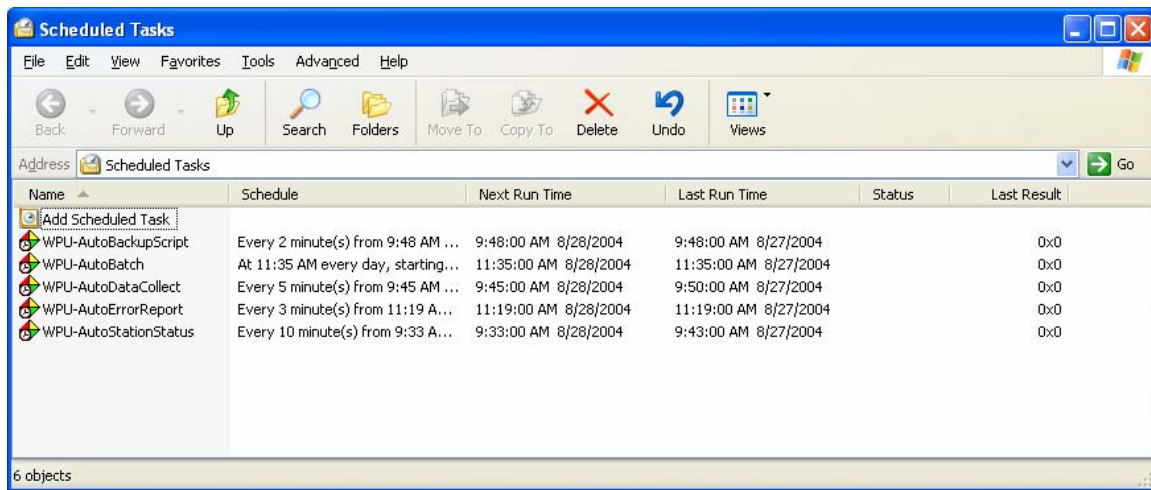 Scheduled Tasks
File Edit View Favorites Tools Advanced Help
Back Forward Up Search Folders Move To Copy To Delete Undo Views
Address Scheduled Tasks Go
Name Schedule Next Run Time Last Run Time Status Last Result
Add Scheduled Task
WPU-AutoBackupScript Every 2 minute(s) from 9:48 AM ... 9:48:00 AM 8/28/2004 9:48:00 AM 8/27/2004 0x0
WPU-AutoBatch At 11:35 AM every day, starting... 11:35:00 AM 8/28/2004 11:35:00 AM 8/27/2004 0x0
WPU-AutoDataCollect Every 5 minute(s) from 9:45 AM ... 9:45:00 AM 8/28/2004 9:50:00 AM 8/27/2004 0x0
WPU-AutoErrorReport Every 3 minute(s) from 11:19 A... 11:19:00 AM 8/28/2004 11:19:00 AM 8/27/2004 0x0
WPU-AutoStationStatus Every 10 minute(s) from 9:33 A... 9:33:00 AM 8/28/2004 9:43:00 AM 8/27/2004 0x0
6 objects